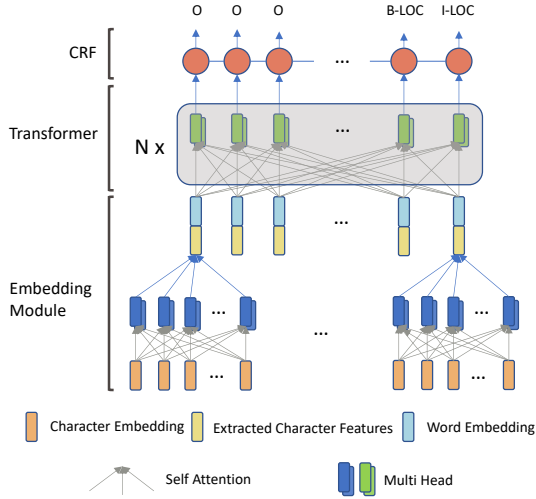 O O O B-LOC I-LOC
CRF
...
Transformer
N x
...
...
Embedding
Module
... ...
...
... ...
Character Embedding Extracted Character Features Word Embedding
Self Attention Multi Head